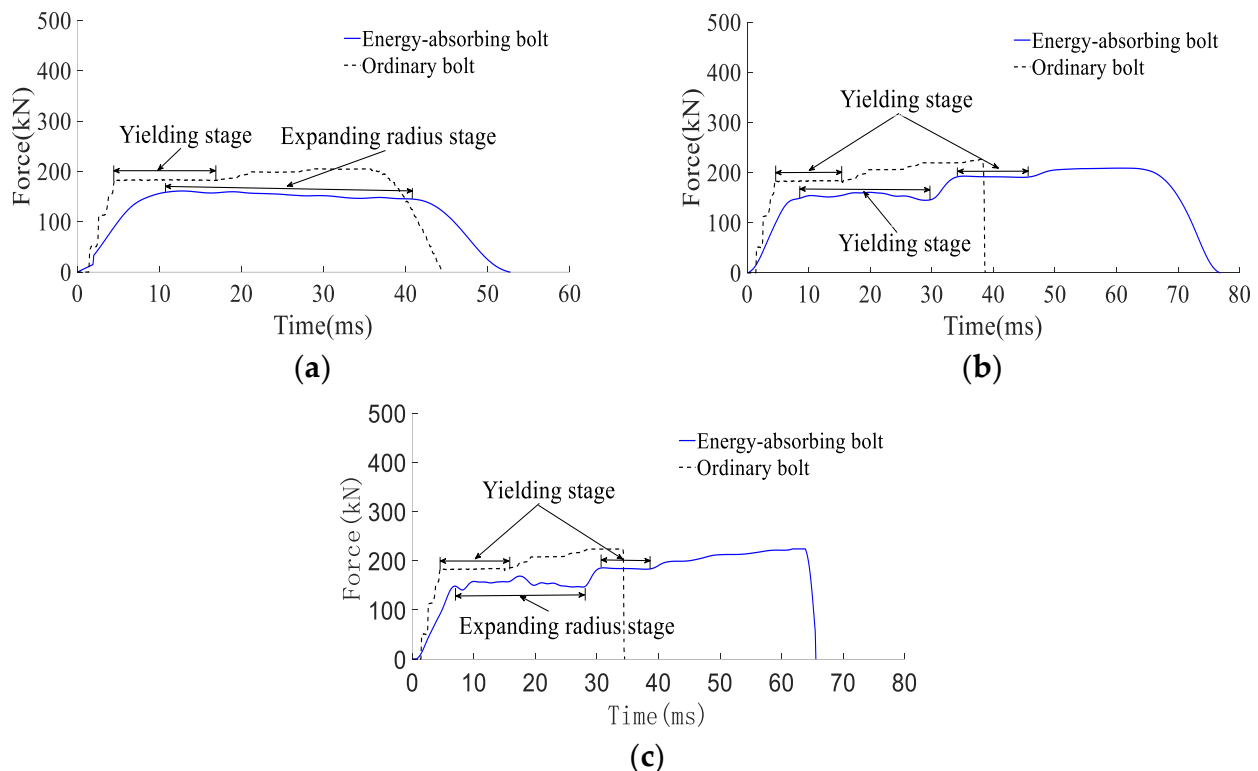 500
400
300
200
100
0
Force(kN)
Energy-absorbing bolt
Ordinary bolt
Yielding stage
Expanding radius stage
0 10 20 30 40 50 60
Time(ms)
(a)
500
400
300
200
100
0
Force(kN)
Energy-absorbing bolt
Ordinary bolt
Yielding stage
Yielding stage
0 10 20 30 40 50 60 70 80
Time(ms)
(b)
500
400
300
200
100
0
Force(kN)
Energy-absorbing bolt
Ordinary bolt
Yielding stage
Expanding radius stage
0 10 20 30 40 50 60 70 80
Time(ms)
(c)